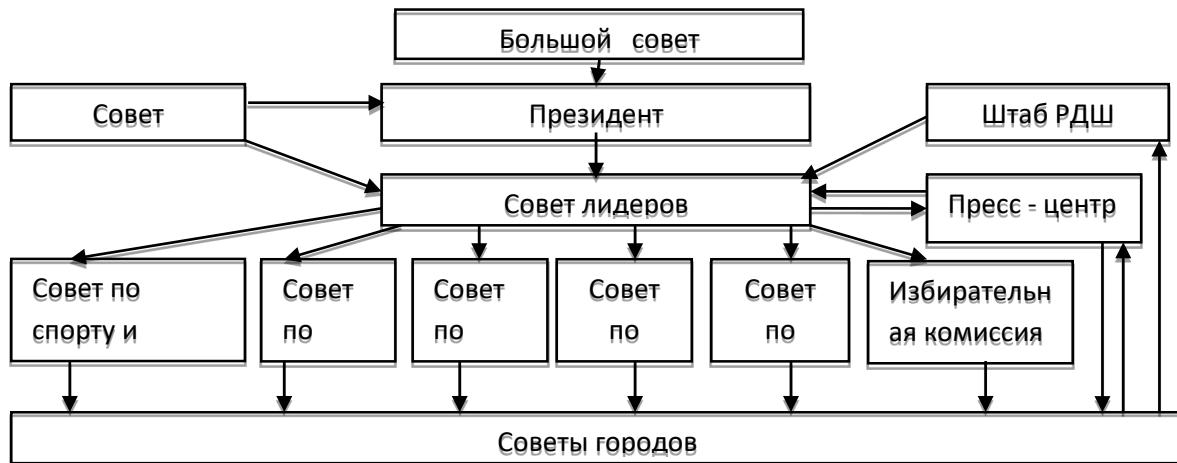 Большой совет
Совет
Президент
Штаб РДШ
Совет лидеров
Пресс - центр
Совет по
спорту и
Совет
по
Совет
по
Совет
по
Совет
по
Избирательн
ая комиссия
Советы городов